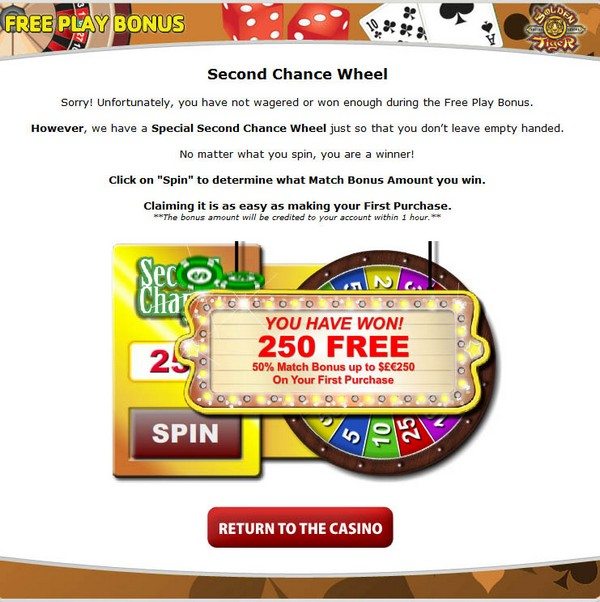 FREE PLAY BONUS
GOLDEN TIGER
Second Chance Wheel
Sorry! Unfortunately, you have not wagered or won enough during the Free Play Bonus.
However, we have a Special Second Chance Wheel just so that you don't leave empty handed.
No matter what you spin, you are a winner!
Click on "Spin" to determine what Match Bonus Amount you win.
Claiming it is as easy as making your First Purchase.
**The bonus amount will be credited to your account within 1 hour.**
YOU HAVE WON!
250 FREE
50% Match Bonus up to $£€250
On Your First Purchase
25
SPIN
5
10
25
RETURN TO THE CASINO